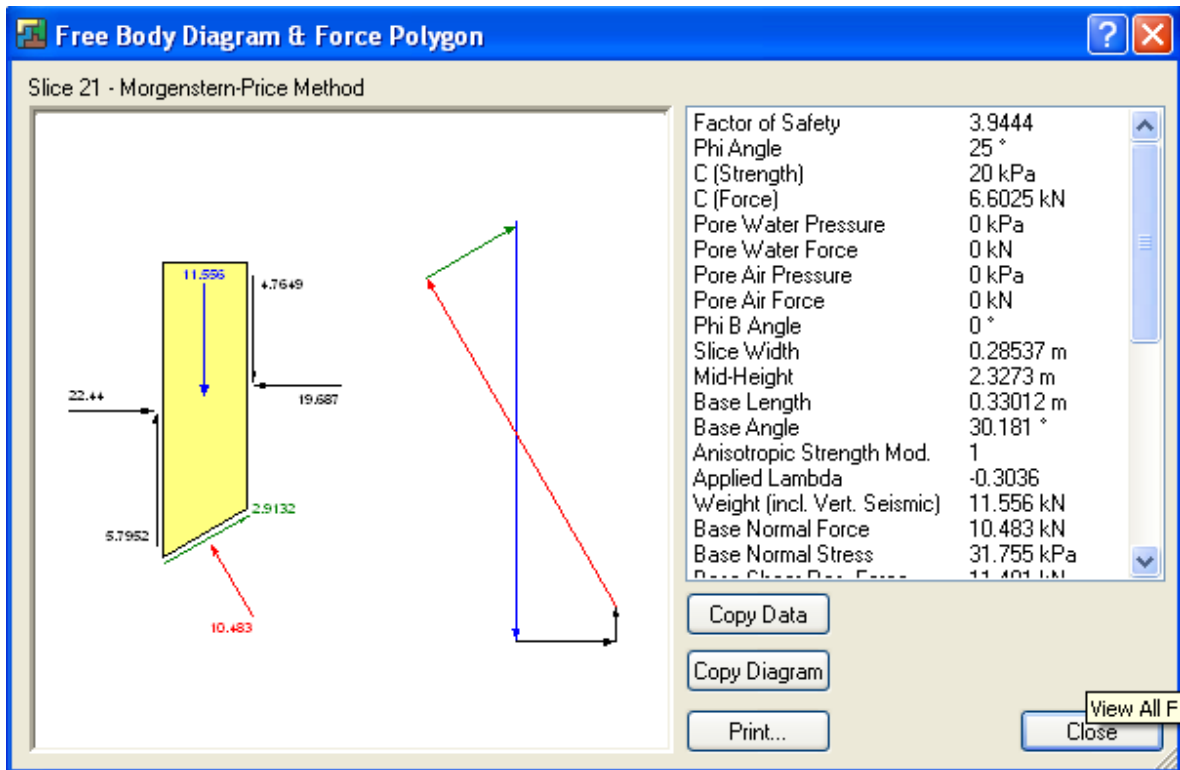 Free Body Diagram & Force Polygon
Slice 21 - Morgenstern-Price Method
11.556
4.7649
22.44
19.687
5.7952
2.9132
10.483
Factor of Safety 3.9444
Phi Angle 25 °
C (Strength) 20 kPa
C (Force) 6.6025 kN
Pore Water Pressure 0 kPa
Pore Water Force 0 kN
Pore Air Pressure 0 kPa
Pore Air Force 0 kN
Phi B Angle 0 °
Slice Width 0.28537 m
Mid-Height 2.3273 m
Base Length 0.33012 m
Base Angle 30.181 °
Anisotropic Strength Mod. 1
Applied Lambda -0.3036
Weight (incl. Vert. Seismic) 11.556 kN
Base Normal Force 10.483 kN
Base Normal Stress 31.755 kPa
Copy Data
Copy Diagram
View All F
Print...
Close